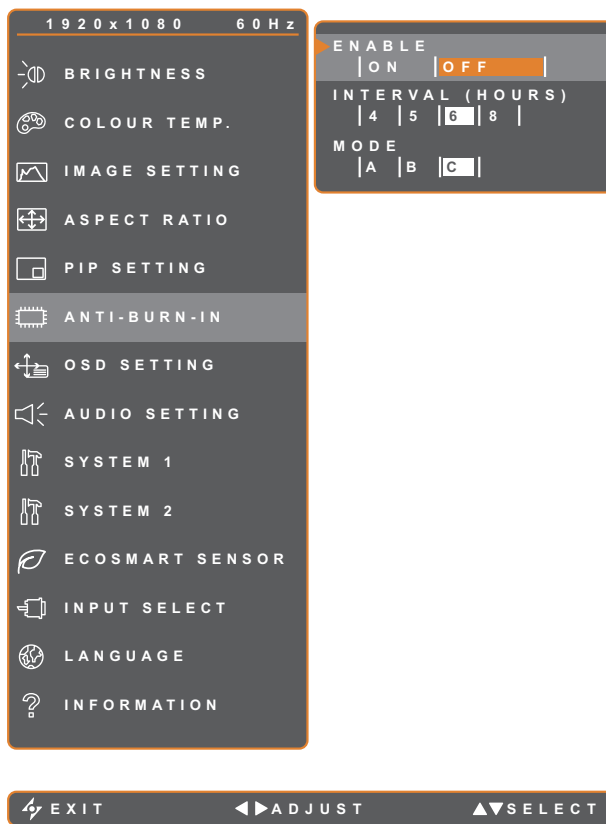 1920x1080 60Hz
BRIGHTNESS
COLOUR TEMP.
IMAGE SETTING
ASPECT RATIO
PIP SETTING
ANTI-BURN-IN
OSD SETTING
AUDIO SETTING
SYSTEM 1
SYSTEM 2
ECOSMART SENSOR
INPUT SELECT
LANGUAGE
INFORMATION
ENABLE
ON OFF
INTERVAL (HOURS)
4 5 6 8
MODE
A B C
EXIT ADJUST SELECT